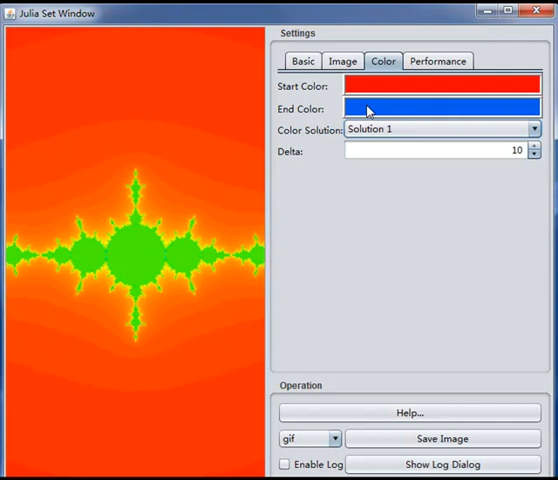 Julia Set Window
Settings
Basic Image Color Performance
Start Color:
End Color:
Color Solution: Solution 1
Delta: 10
Operation
Help...
gif Save Image
Enable Log Show Log Dialog